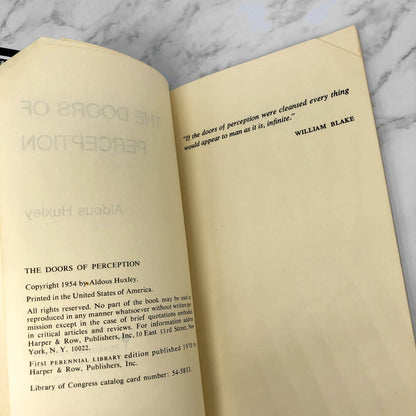 THE DOORS OF
PERCEPTION
Aldous Huxley
THE DOORS OF PERCEPTION
Copyright 1954 by Aldous Huxley.
Printed in the United States of America.
All rights reserved. No part of the book may be used
reproduced in any manner whatsoever without written per-
mission except in the case of brief quotations embodied
in critical articles and reviews. For information address
Harper & Row, Publishers, Inc., 10 East 53rd Street, New
York, N. Y. 10022.
First PERENNIAL LIBRARY edition published 1970 by
Harper & Row, Publishers, Inc.
Library of Congress catalog card number: 54-5833.
"If the doors of perception were cleansed every thing
would appear to man as it is, infinite."
WILLIAM BLAKE